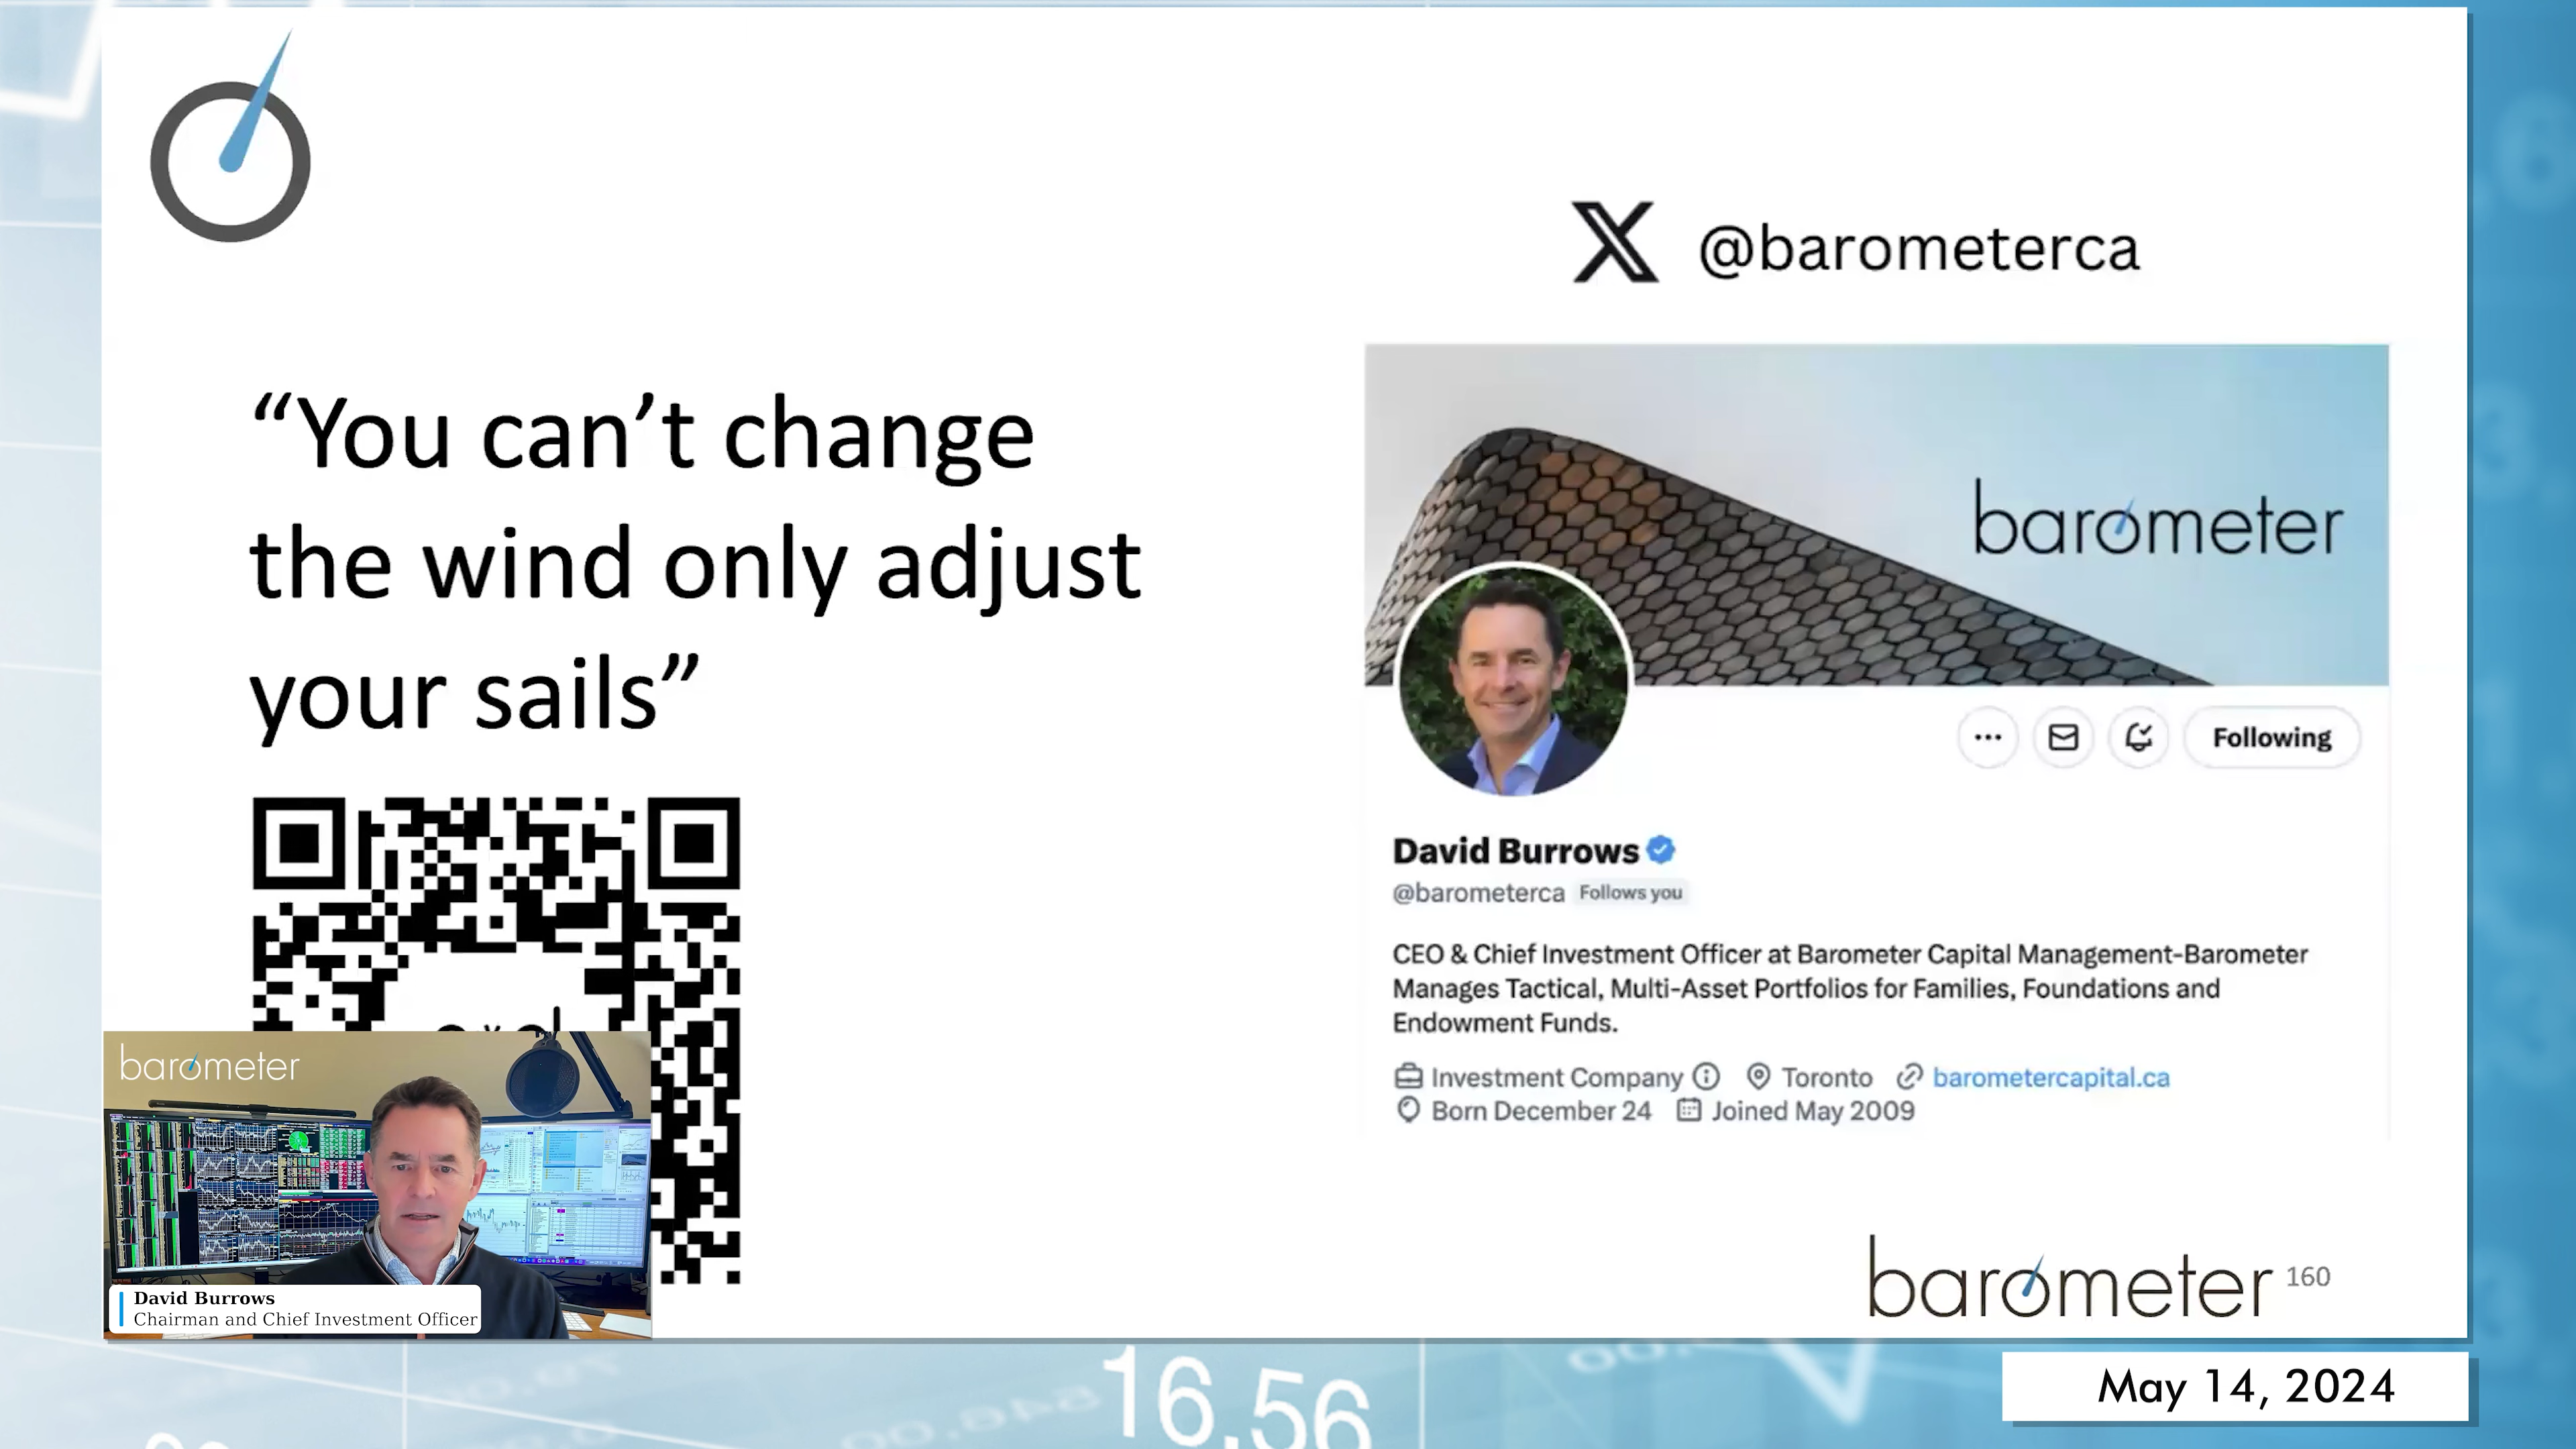 @barometerca
“You can’t change
the wind only adjust
your sails”
barometer
Following
David Burrows
@barometerca Follows you
CEO & Chief Investment Officer at Barometer Capital Management-Barometer
Manages Tactical, Multi-Asset Portfolios for Families, Foundations and
Endowment Funds.
Investment Company Toronto barometercapital.ca
Born December 24 Joined May 2009
barometer
David Burrows
Chairman and Chief Investment Officer
barometer 160
May 14, 2024
16,56